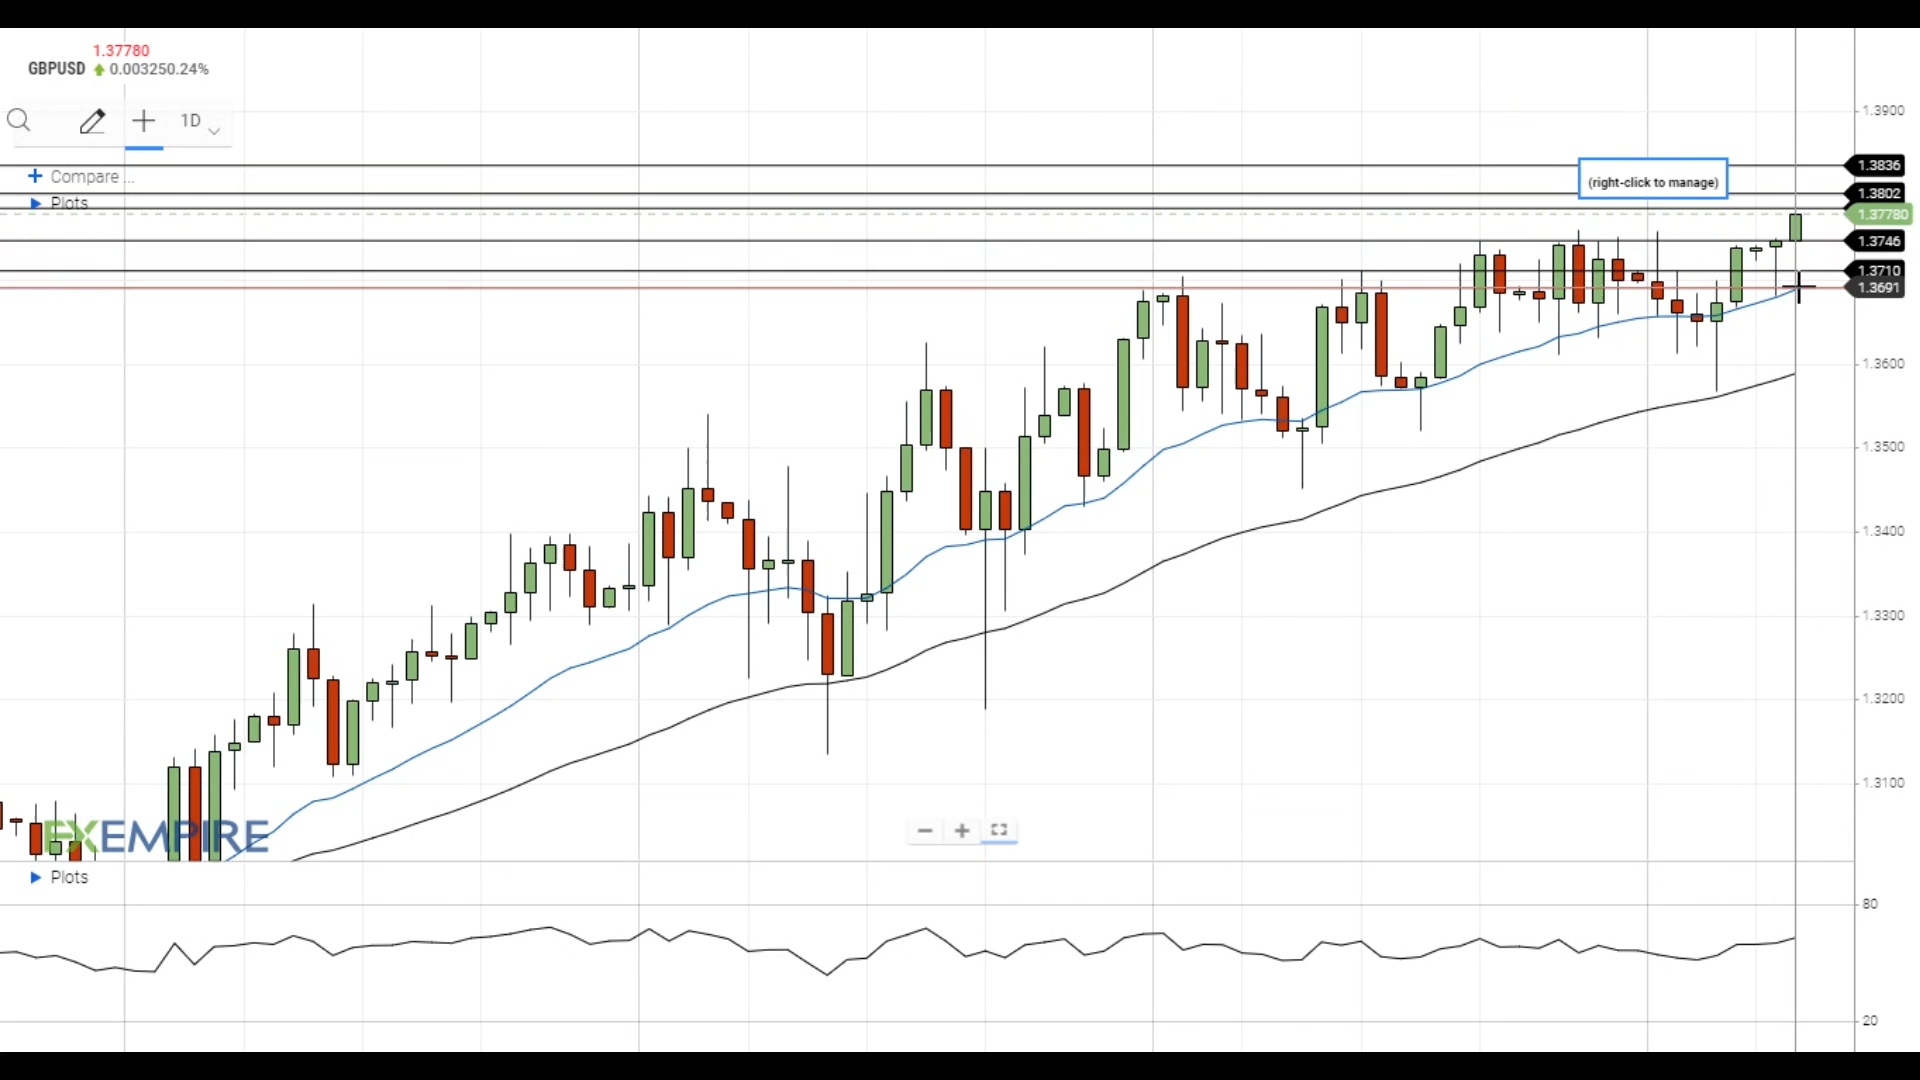 1.37780
GBPUSD 0.003250.24%
1D
1.3900
1.3836
Compare ...
(right-click to manage)
1.3802
Plots
1.37780
1.3746
1.3710
1.3691
1.3600
1.3500
1.3400
1.3300
1.3200
1.3100
FXEMPIRE
Plots
80
20